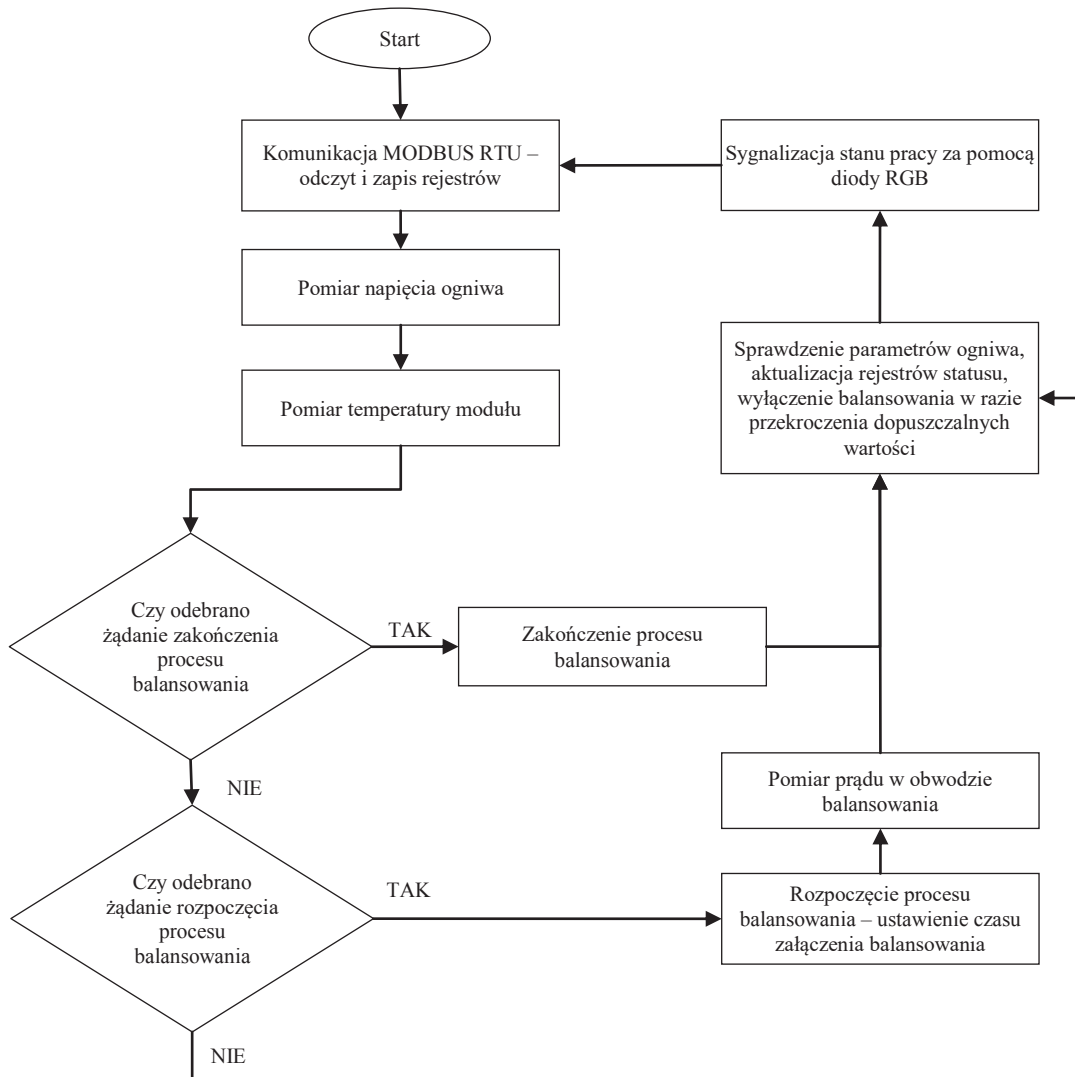 Start
Komunikacja MODBUS RTU –
odczyt i zapis rejestrów
Sygnalizacja stanu pracy za pomocą
diody RGB
Pomiar napięcia ogniwa
Pomiar temperatury modułu
Sprawdzenie parametrów ogniwa,
aktualizacja rejestrów statusu,
wyłączenie balansowania w razie
przekroczenia dopuszczalnych
wartości
Czy odebrano
żądanie zakończenia
procesu
balansowania
TAK
Zakończenie procesu
balansowania
NIE
Pomiar prądu w obwodzie
balansowania
Czy odebrano
żądanie rozpoczęcia
procesu
balansowania
TAK
Rozpoczęcie procesu
balansowania – ustawienie czasu
załączenia balansowania
NIE